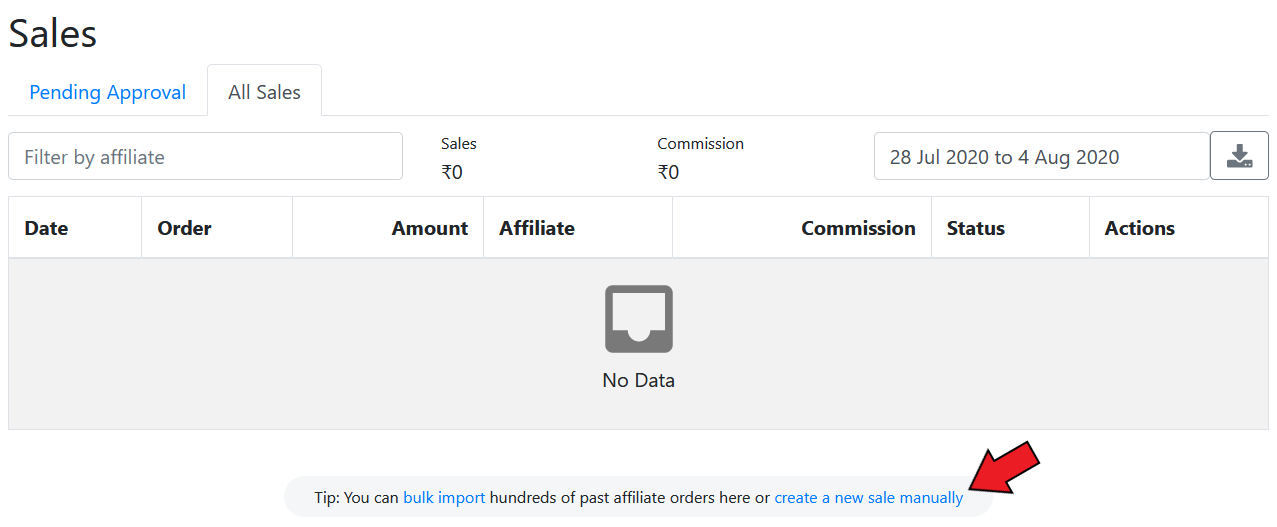 Sales
Pending Approval All Sales
Filter by affiliate Sales Commission 28 Jul 2020 to 4 Aug 2020
₹0 ₹0
Date Order Amount Affiliate Commission Status Actions
No Data
Tip: You can bulk import hundreds of past affiliate orders here or create a new sale manually